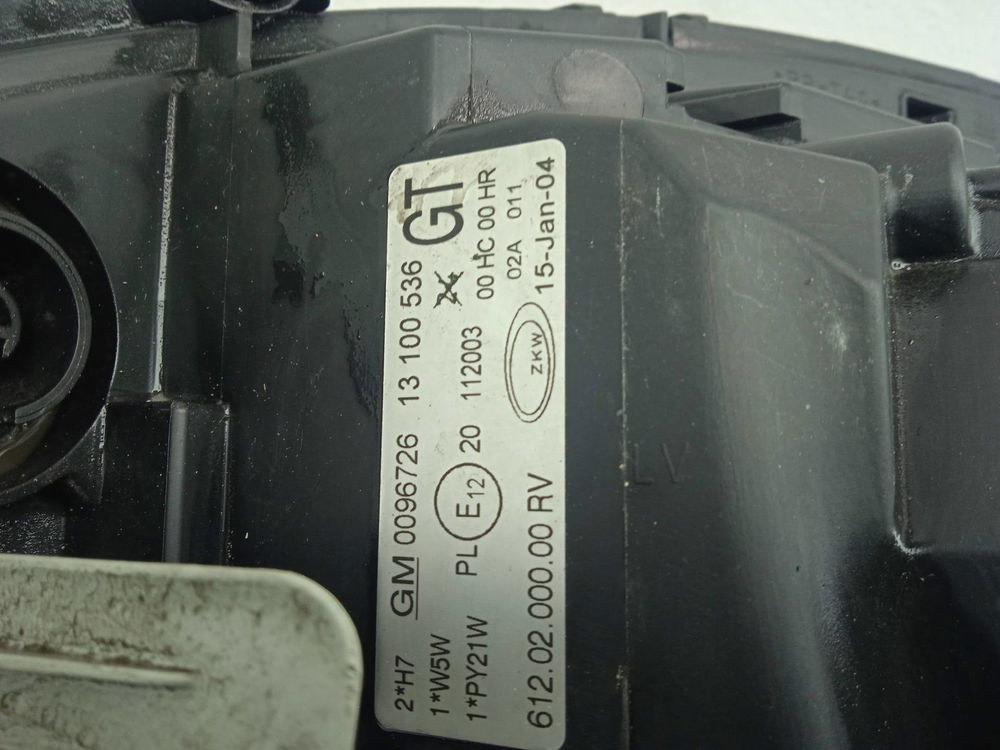 2*H7 GM 0096726 13 100 536 GT
1*W5W
1*PY21W PL E12 20 112003 00 HC 00 HR
02A 011
ZKW
612.02.000.00 RV 15-Jan-04
LV